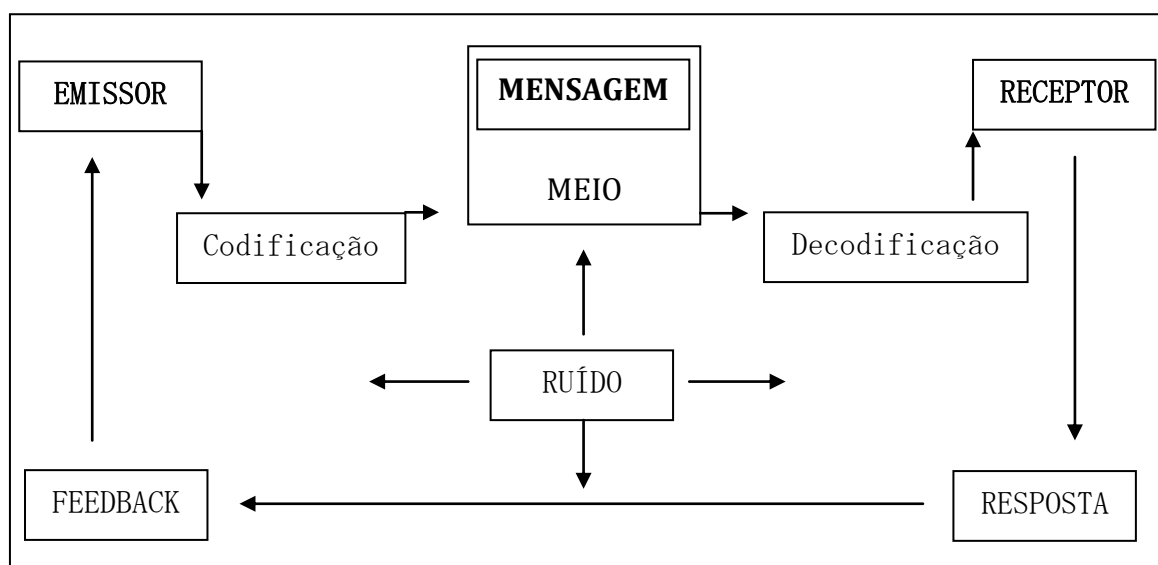 EMISSOR
MENSAGEM
RECEPTOR
MEIO
Codificação
Decodificação
RUÍDO
FEEDBACK
RESPOSTA